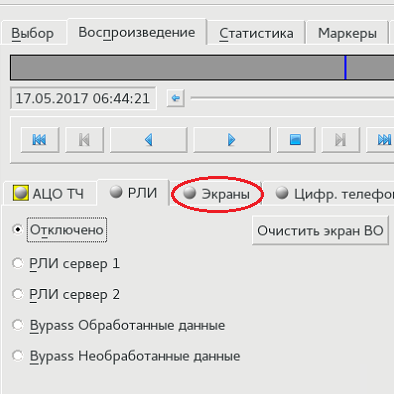 Выбор Воспроизведение Статистика Маркеры
17.05.2017 06:44:21
АЦО ТЧ РЛИ Экраны Цифр. телефо
Отключено Очистить экран ВО
РЛИ сервер 1
РЛИ сервер 2
Bypass Обработанные данные
Bypass Необработанные данные